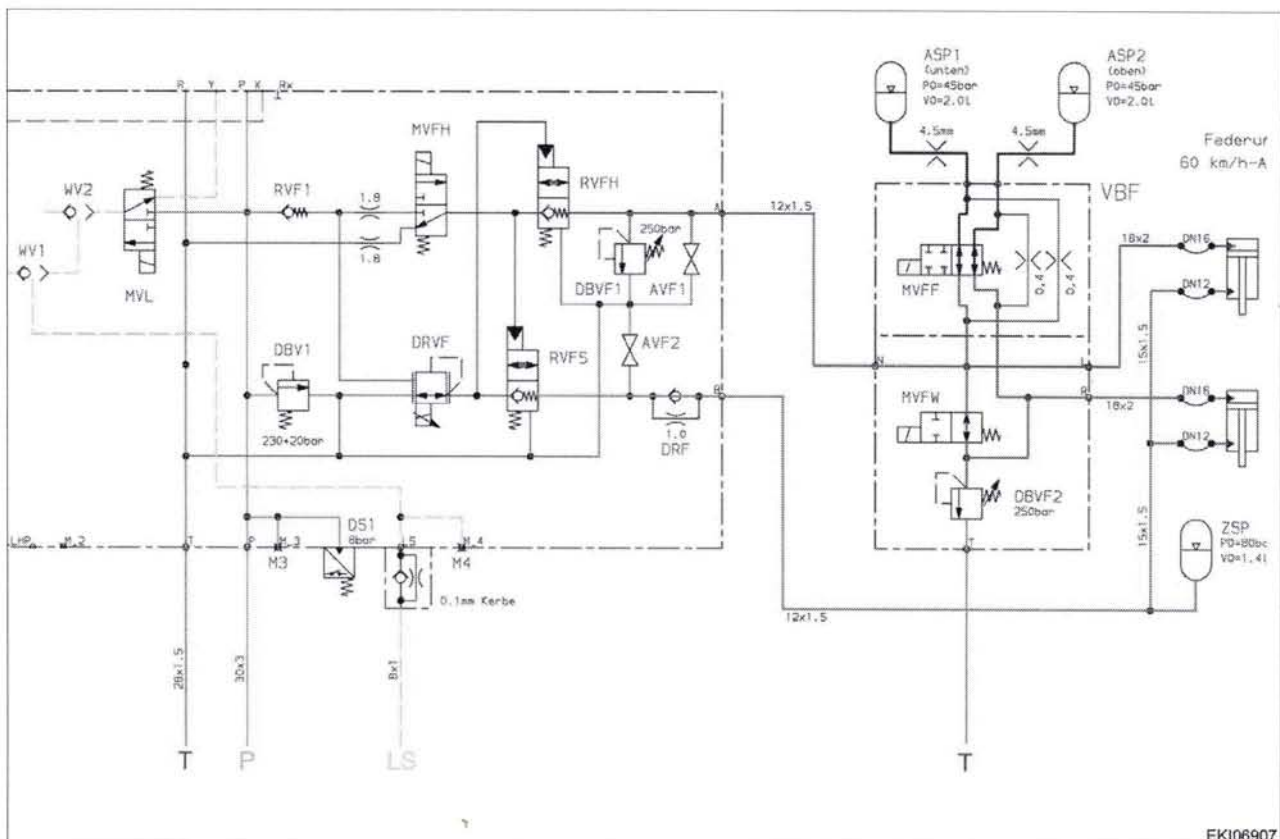 ASP1
(unten)
P0=45bar
V0=2.0l
ASP2
(oben)
P0=45bar
V0=2.0l
R Y P X Rx
4.5mm
4.5mm
60 km/h-A
MVFH
WV2
RVF1
1.8
RVFH
VBF
A
12x1.5
18x2
DN16
WV1
1.8
250bar
DN12
MVL
DBVF1
AVF1
MVFF
0.4
0.4
15x1.5
DBV1
DRVF
RVFS
AVF2
N
L
B
R
DN16
18x2
MVFW
DN12
230+20bar
1.0
DRF
DBVF2
250bar
DS1
8bar
ZSP
V0=1.4l
LHP M.2 T P M.3 S M.4
M3
M4
T
0.1mm Kerbe
15x1.5
12x1.5
28x1.5
30x3
8x1
T
P
LS
T
EKI06907